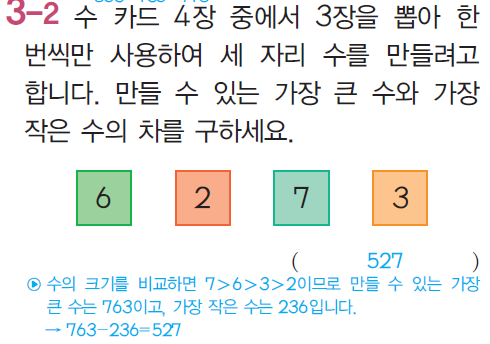 3-2 수 카드 4장 중에서 3장을 뽑아 한
번씩만 사용하여 세 자리 수를 만들려고
합니다. 만들 수 있는 가장 큰 수와 가장
작은 수의 차를 구하세요.
6 2 7 3
( 527 )
▶ 수의 크기를 비교하면 7>6>3>2이므로 만들 수 있는 가장
큰 수는 763이고, 가장 작은 수는 236입니다.
→ 763-236=527